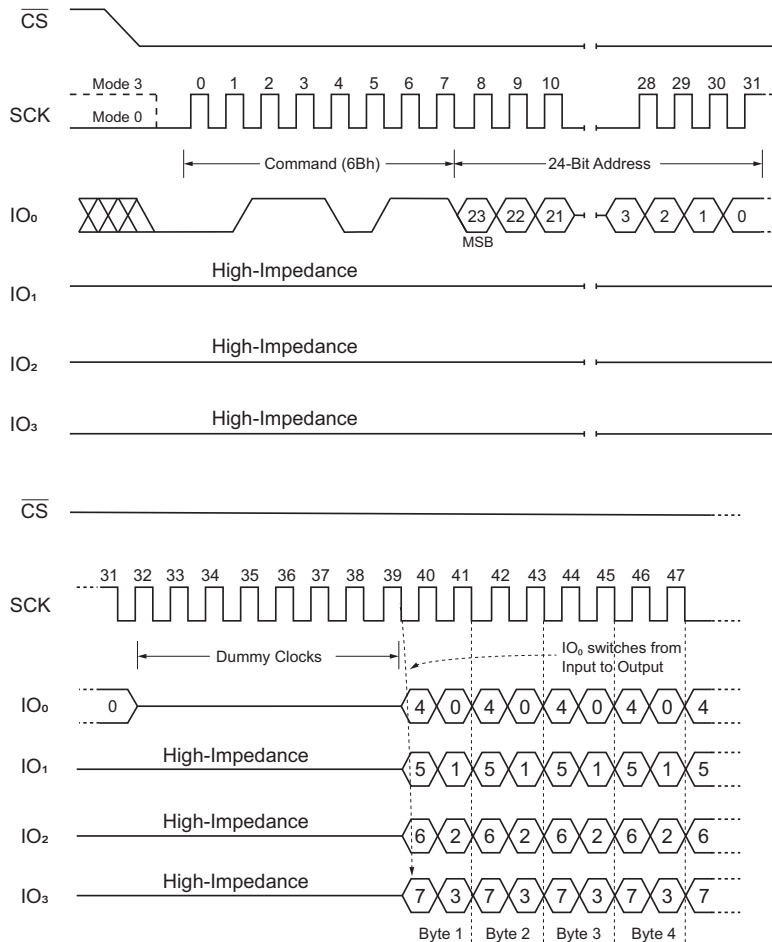 CS
Mode 3
0 1 2 3 4 5 6 7 8 9 10 28 29 30 31
SCK
Mode 0
Command (6Bh) 24-Bit Address
IO₀ 23 22 21 3 2 1 0
MSB
High-Impedance
IO₁
High-Impedance
IO₂
High-Impedance
IO₃
CS
31 32 33 34 35 36 37 38 39 40 41 42 43 44 45 46 47
SCK
Dummy Clocks
IO₀ switches from
Input to Output
IO₀ 0 4 0 4 0 4 0 4 0 4
IO₁ High-Impedance 5 1 5 1 5 1 5 1 5
IO₂ High-Impedance 6 2 6 2 6 2 6 2 6
IO₃ High-Impedance 7 3 7 3 7 3 7 3 7
Byte 1 Byte 2 Byte 3 Byte 4